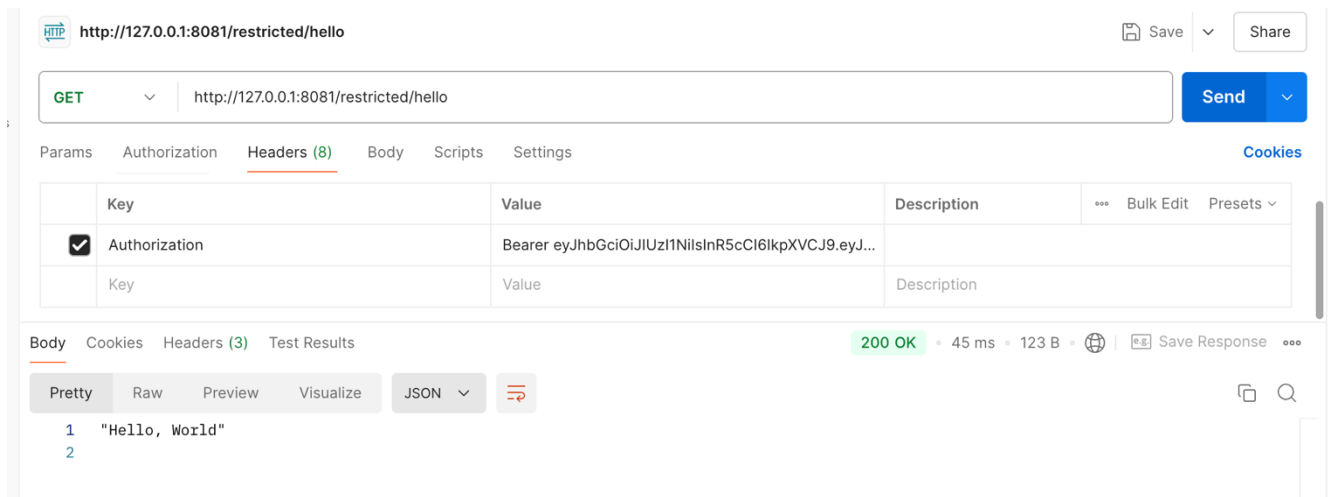 HTTP http://127.0.0.1:8081/restricted/hello Save Share
GET http://127.0.0.1:8081/restricted/hello Send
Params Authorization Headers (8) Body Scripts Settings Cookies
Key Value Description Bulk Edit Presets
Authorization Bearer eyJhbGciOiJIUzI1NiIsInR5cCI6IkpXVCJ9.eyJ...
Key Value Description
Body Cookies Headers (3) Test Results 200 OK 45 ms 123 B e.g. Save Response
Pretty Raw Preview Visualize JSON
1 "Hello, World"
2